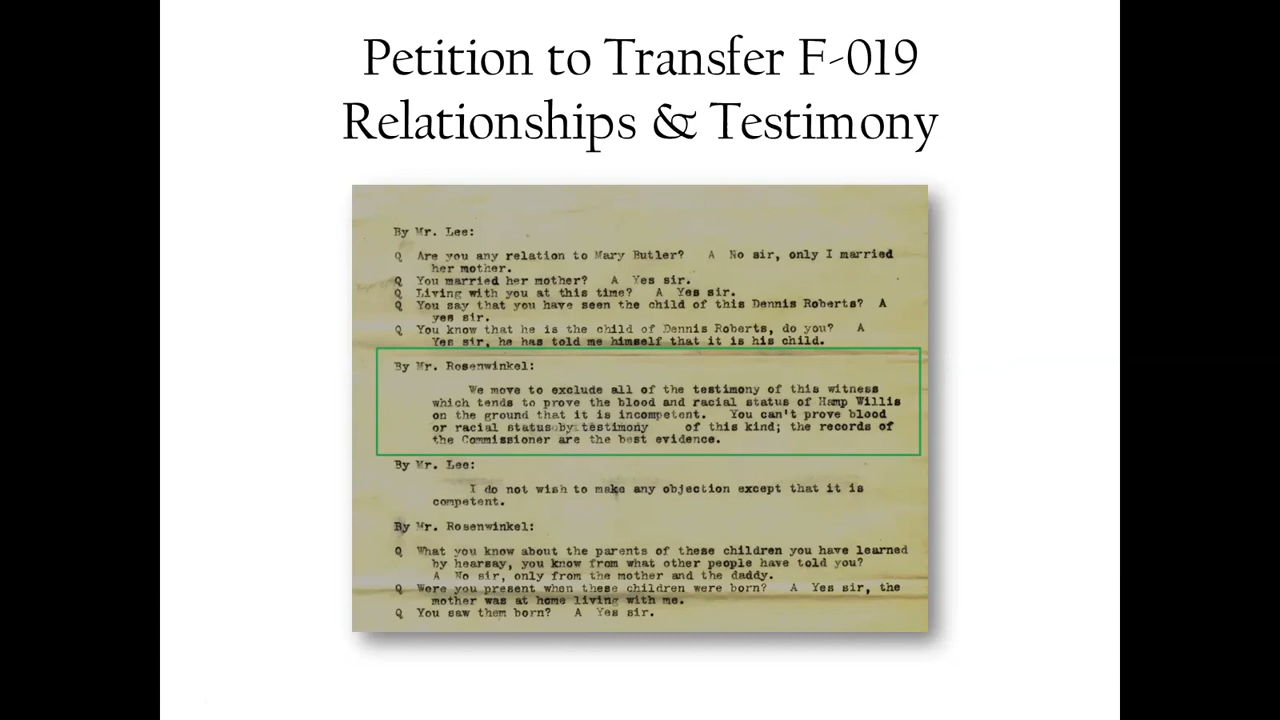 Petition to Transfer F-019
Relationships & Testimony
By Mr. Lee:
Q Are you any relation to Mary Butler? A No sir, only I married
her mother.
Q You married her mother? A Yes sir.
Q Living with you at this time? A Yes sir.
Q You say that you have seen the child of this Dennis Roberts? A
yes sir.
Q You know that he is the child of Dennis Roberts, do you? A
Yes sir, he has told me himself that it is his child.
By Mr. Rosenwinkel:
We move to exclude all of the testimony of this witness
which tends to prove the blood and racial status of Hamp Willis
on the ground that it is incompetent. You can't prove blood
or racial status by testimony of this kind; the records of
the Commissioner are the best evidence.
By Mr. Lee:
I do not wish to make any objection except that it is
competent.
By Mr. Rosenwinkel:
Q What you know about the parents of these children you have learned
by hearsay, you know from what other people have told you?
A No sir, only from the mother and the daddy.
Q Were you present when these children were born? A Yes sir, the
mother was at home living with me.
Q You saw them born? A Yes sir.